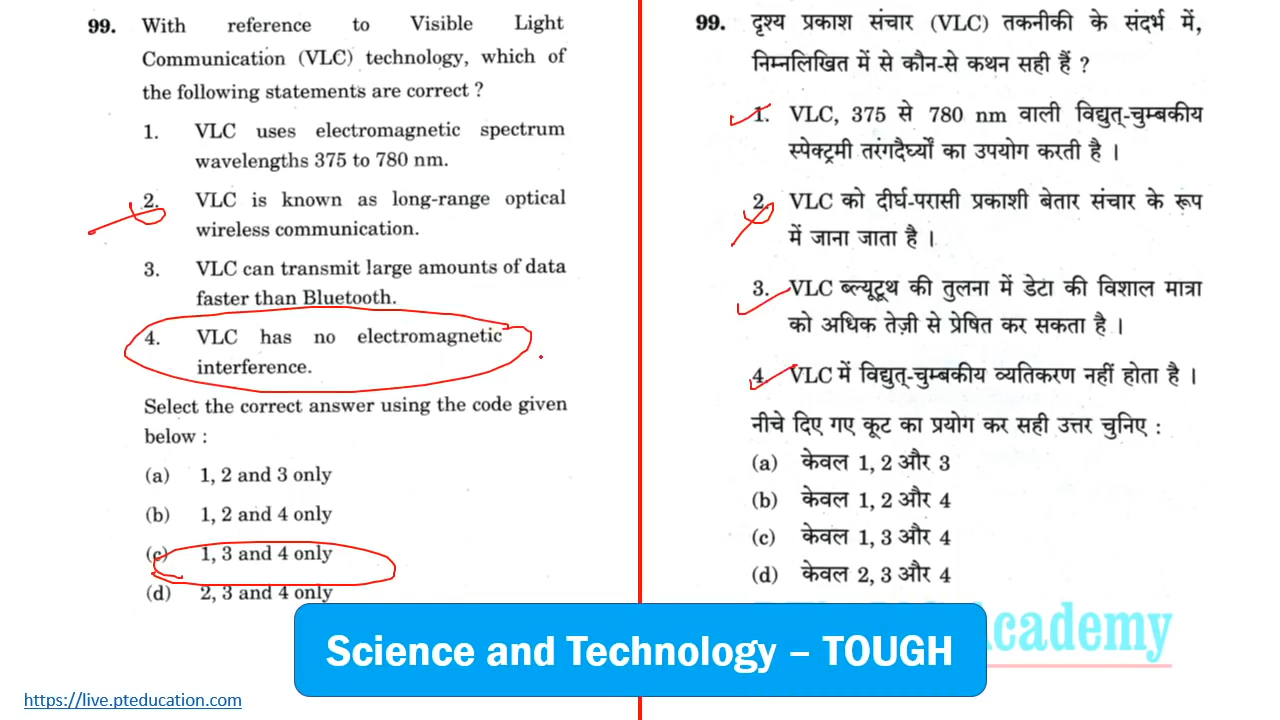 99. With reference to Visible Light
Communication (VLC) technology, which of
the following statements are correct ?
1. VLC uses electromagnetic spectrum
wavelengths 375 to 780 nm.
2. VLC is known as long-range optical
wireless communication.
3. VLC can transmit large amounts of data
faster than Bluetooth.
4. VLC has no electromagnetic
interference.
Select the correct answer using the code given
below :
(a) 1, 2 and 3 only
(b) 1, 2 and 4 only
(c) 1, 3 and 4 only
(d) 2, 3 and 4 only
99. दृश्य प्रकाश संचार (VLC) तकनीकी के संदर्भ में,
निम्नलिखित में से कौन-से कथन सही हैं ?
1. VLC, 375 से 780 nm वाली विद्युत्-चुम्बकीय
स्पेक्ट्रमी तरंगदैर्घ्यों का उपयोग करती है ।
2. VLC को दीर्घ-परासी प्रकाशी बेतार संचार के रूप
में जाना जाता है ।
3. VLC ब्ल्यूटूथ की तुलना में डेटा की विशाल मात्रा
को अधिक तेज़ी से प्रेषित कर सकता है ।
4. VLC में विद्युत्-चुम्बकीय व्यतिकरण नहीं होता है ।
नीचे दिए गए कूट का प्रयोग कर सही उत्तर चुनिए :
(a) केवल 1, 2 और 3
(b) केवल 1, 2 और 4
(c) केवल 1, 3 और 4
(d) केवल 2, 3 और 4
Science and Technology – TOUGH
https://live.pteducation.com